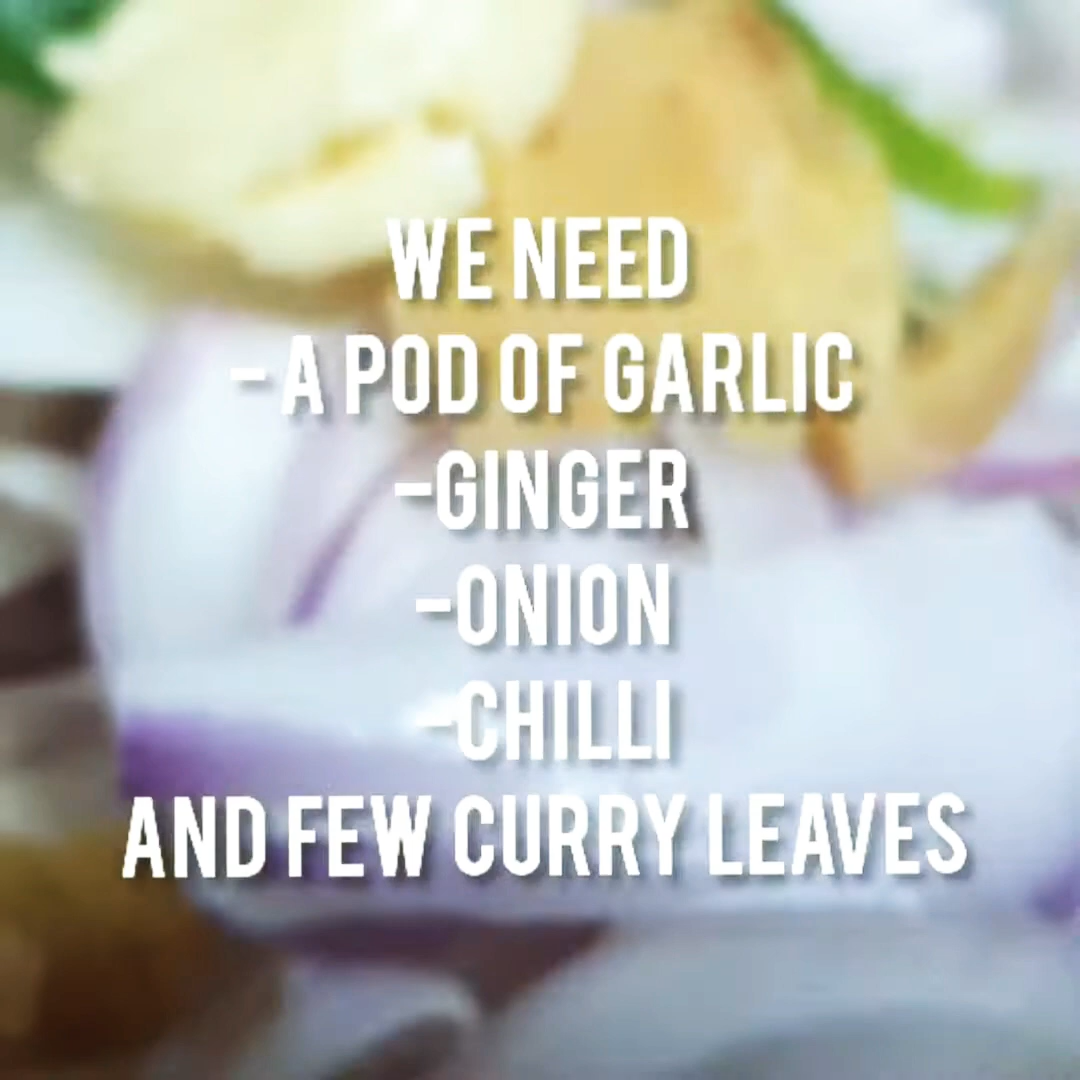 WE NEED
- A POD OF GARLIC
-GINGER
-ONION
-CHILLI
AND FEW CURRY LEAVES